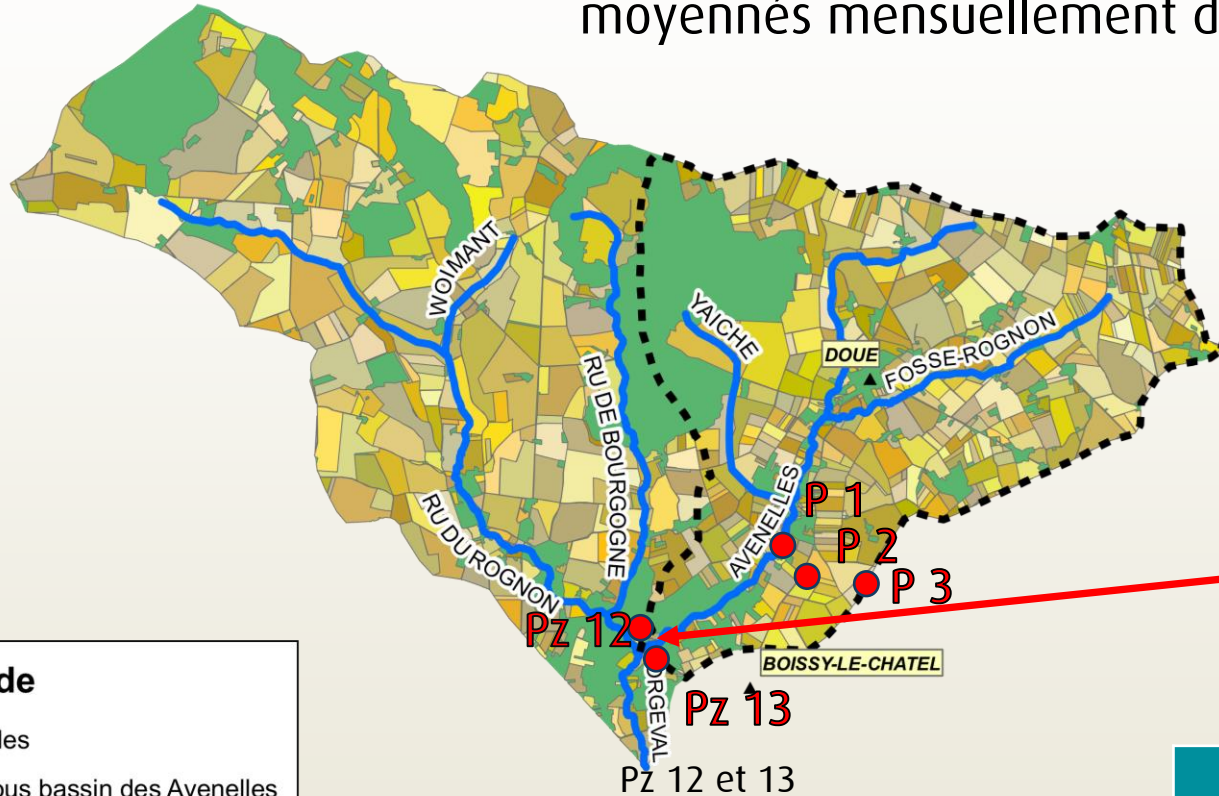 moyennés mensuellement d
WOIMANT
YAICHE
DOUE
FOSSE-ROGNON
RU DE BOURGOGNE
AVENELLES
P 1
P 2
P 3
RU DU ROGNON
Pz 12
BOISSY-LE-CHATEL
ORGEVAL
Pz 13
Pz 12 et 13
de
les
ous bassin des Avenelles